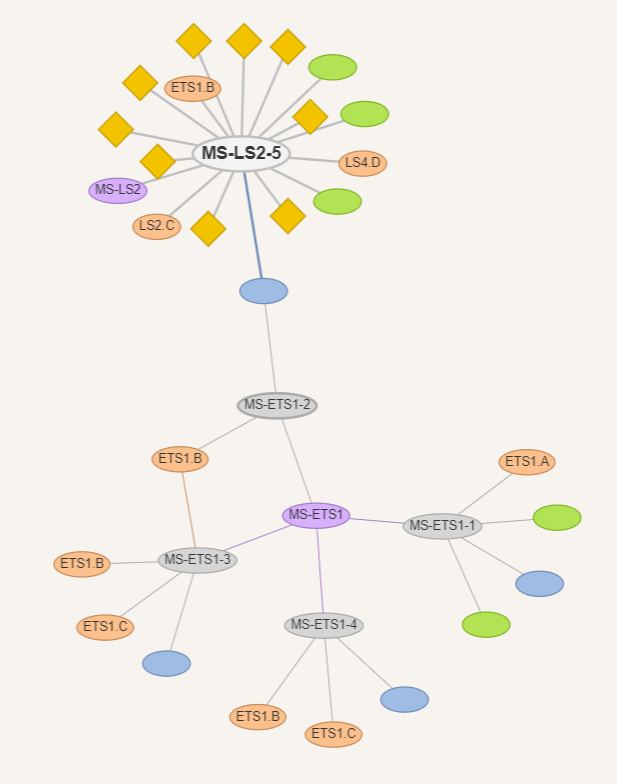 ETS1.B
MS-LS2-5
LS4.D
MS-LS2
LS2.C
MS-ETS1-2
ETS1.B
ETS1.A
MS-ETS1
MS-ETS1-1
MS-ETS1-3
ETS1.B
ETS1.C
MS-ETS1-4
ETS1.B
ETS1.C